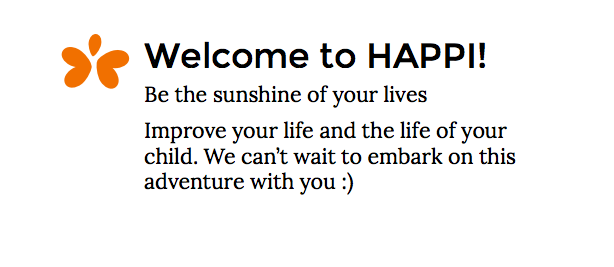 Welcome to HAPPI!
Be the sunshine of your lives
Improve your life and the life of your
child. We can’t wait to embark on this
adventure with you :)